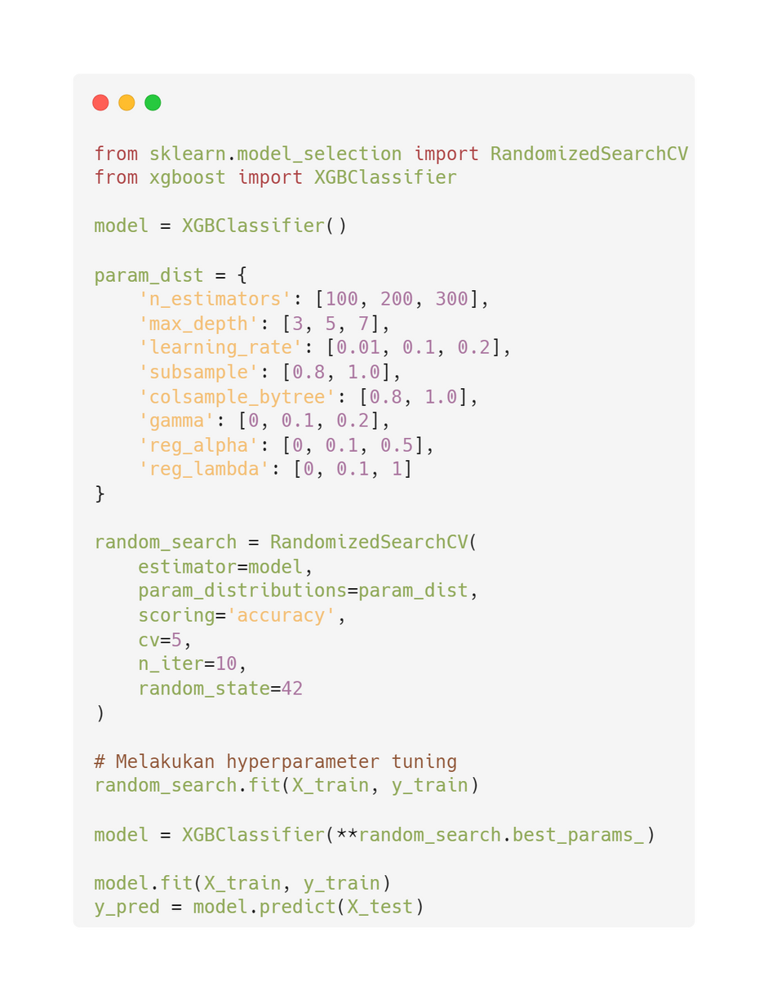 from sklearn.model_selection import RandomizedSearchCV
from xgboost import XGBClassifier

model = XGBClassifier()

param_dist = {
    'n_estimators': [100, 200, 300],
    'max_depth': [3, 5, 7],
    'learning_rate': [0.01, 0.1, 0.2],
    'subsample': [0.8, 1.0],
    'colsample_bytree': [0.8, 1.0],
    'gamma': [0, 0.1, 0.2],
    'reg_alpha': [0, 0.1, 0.5],
    'reg_lambda': [0, 0.1, 1]
}

random_search = RandomizedSearchCV(
    estimator=model,
    param_distributions=param_dist,
    scoring='accuracy',
    cv=5,
    n_iter=10,
    random_state=42
)

# Melakukan hyperparameter tuning
random_search.fit(X_train, y_train)

model = XGBClassifier(**random_search.best_params_)

model.fit(X_train, y_train)
y_pred = model.predict(X_test)